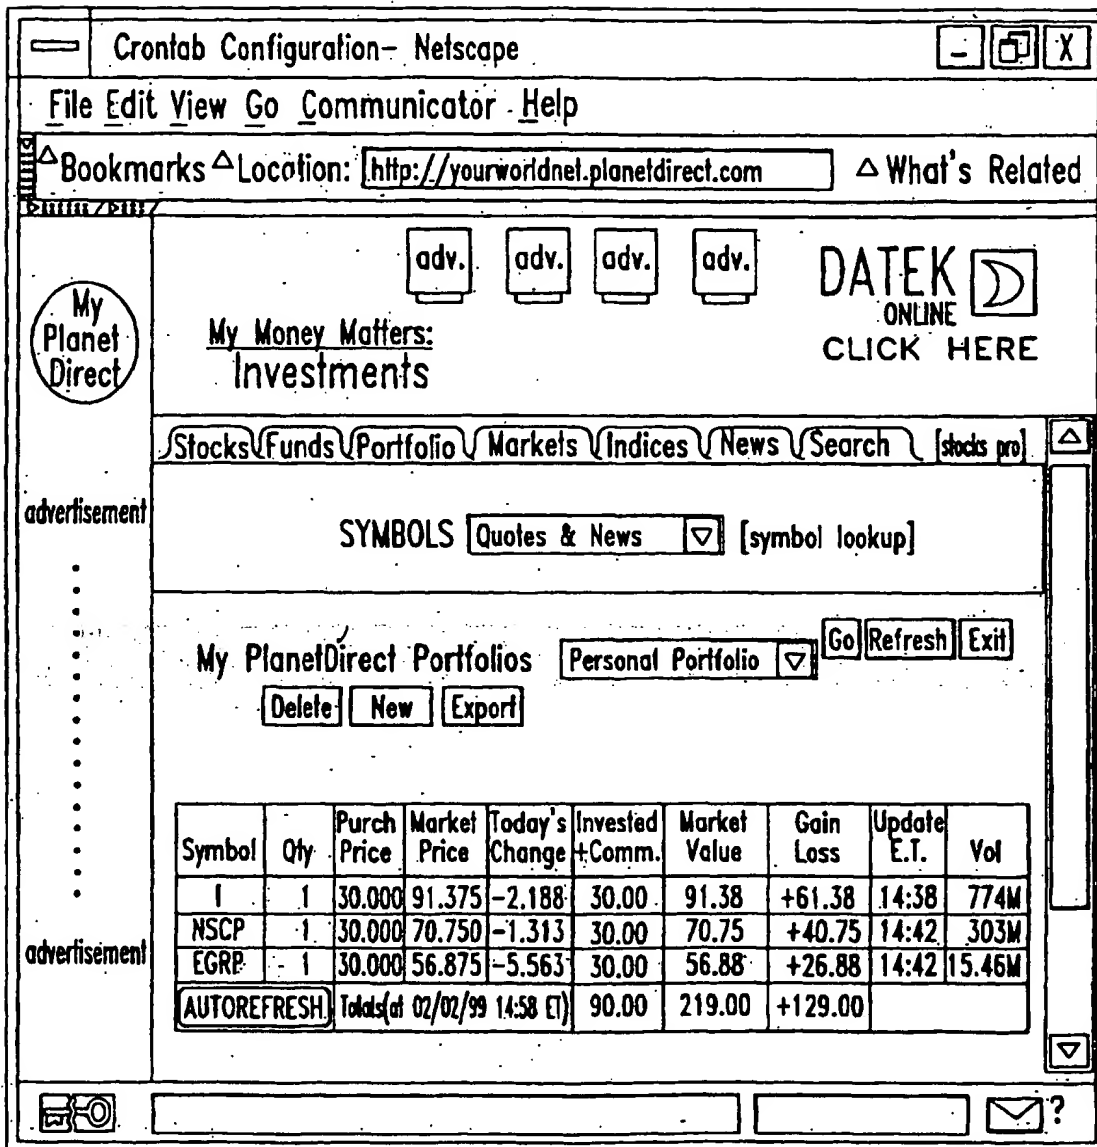 Crontab Configuration- Netscape
X
File Edit View Go Communicator Help
Bookmarks Location: http://yourworldnet.planetdirect.com What's Related
My Planet Direct
adv. adv. adv. adv.
DATEK
ONLINE
CLICK HERE
My Money Matters:
Investments
Stocks Funds Portfolio Markets Indices News Search [stocks pro]
advertisement
SYMBOLS Quotes & News [symbol lookup]
My PlanetDirect Portfolios Personal Portfolio Go Refresh Exit
Delete New Export
Symbol Qty Purch Price Market Price Today's Change Invested +Comm. Market Value Gain Loss Update E.T. Vol
I 1 30.000 91.375 -2.188 30.00 91.38 +61.38 14:38 774M
NSCP 1 30.000 70.750 -1.313 30.00 70.75 +40.75 14:42 303M
EGRP 1 30.000 56.875 -5.563 30.00 56.88 +26.88 14:42 15.46M
AUTOREFRESH Totals(at 02/02/99 14:58 ET) 90.00 219.00 +129.00
advertisement
?